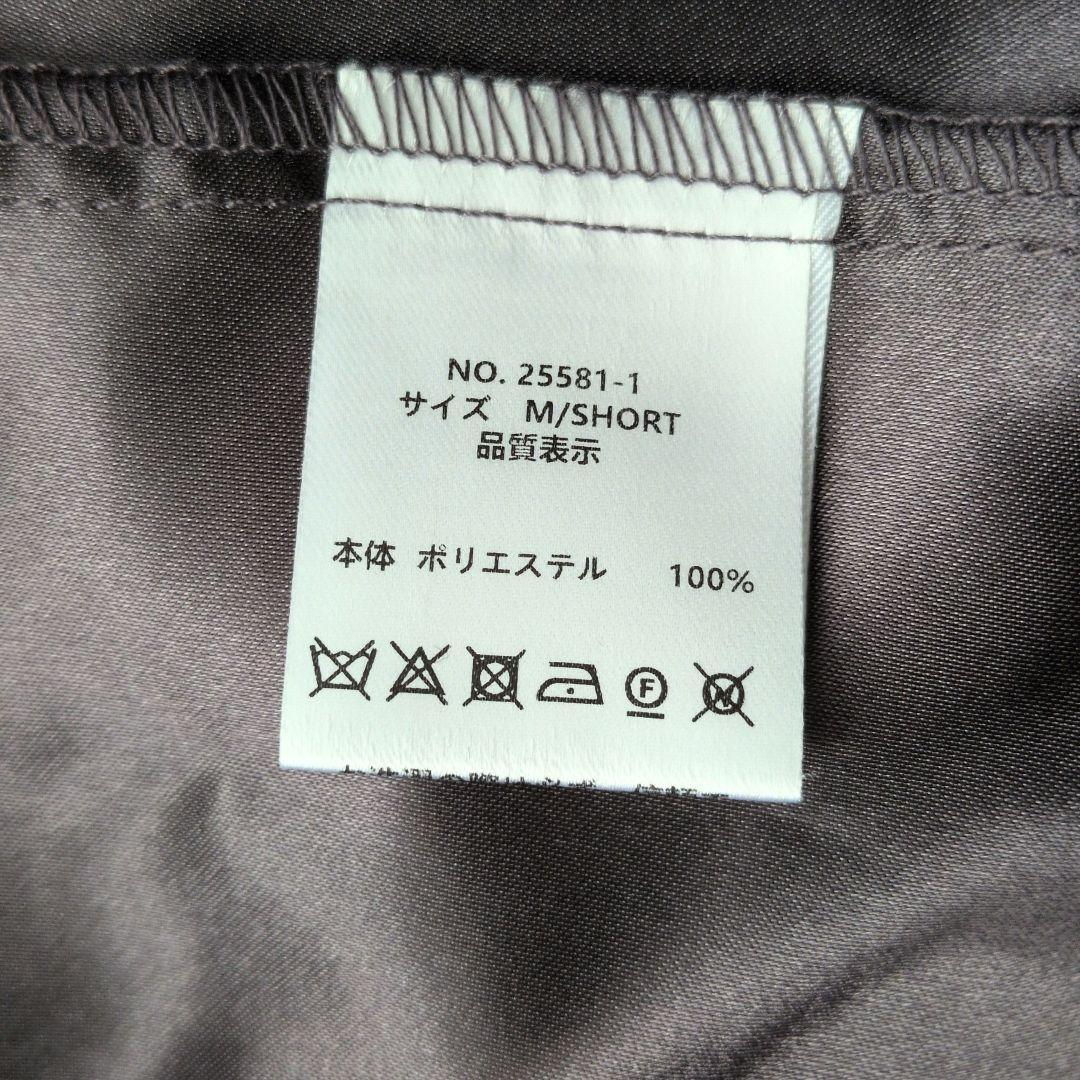 NO. 25581-1
サイズ M/SHORT
品質表示
本体 ポリエステル 100%
F
W